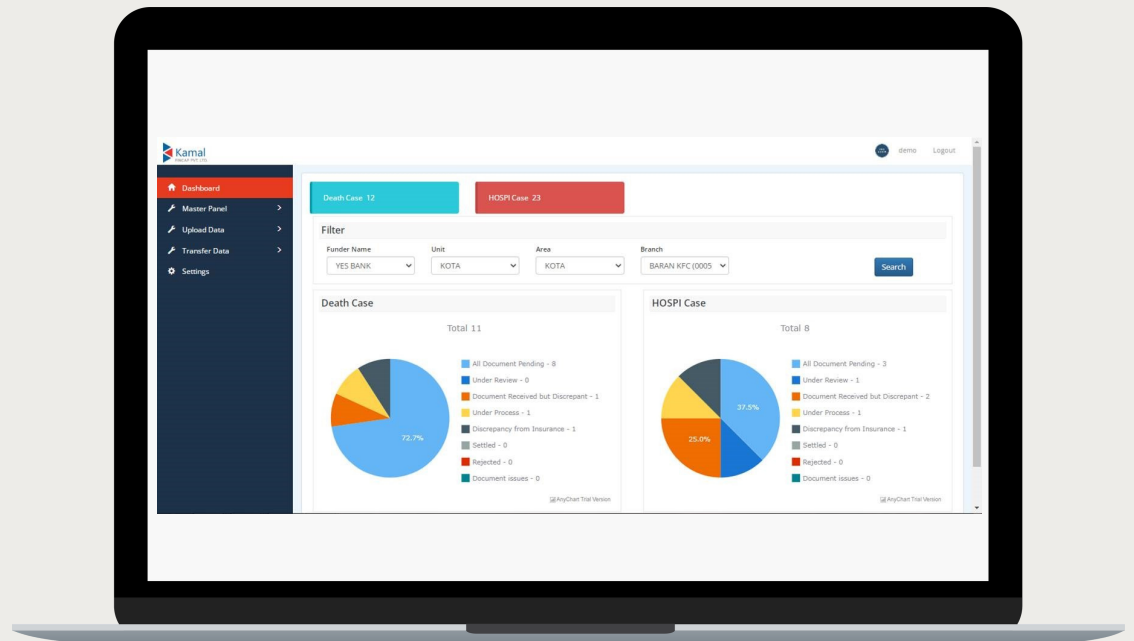 Kamal
FINCAP PVT. LTD.
demo Logout
Dashboard
Master Panel
Upload Data
Transfer Data
Settings
Death Case 12
HOSPI Case 23
Filter
Funder Name Unit Area Branch
YES BANK KOTA KOTA BARAN KFC (0005
Search
Death Case
Total 11
72.7%
All Document Pending - 8
Under Review - 0
Document Received but Discrepant - 1
Under Process - 1
Discrepancy from Insurance - 1
Settled - 0
Rejected - 0
Document issues - 0
AnyChart Trial Version
HOSPI Case
Total 8
37.5%
25.0%
All Document Pending - 3
Under Review - 1
Document Received but Discrepant - 2
Under Process - 1
Discrepancy from Insurance - 1
Settled - 0
Rejected - 0
Document issues - 0
AnyChart Trial Version